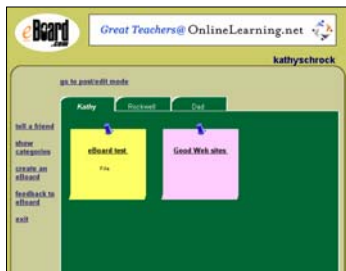 eBoard
.com
Great Teachers@ OnlineLearning.net
kathyschrock
go to post/edit mode
Kathy
Rockwell
Dad
tell a friend
show
categories
create an
eBoard
feedback to
eBoard
exit
eBoard test
File
Good Web sites